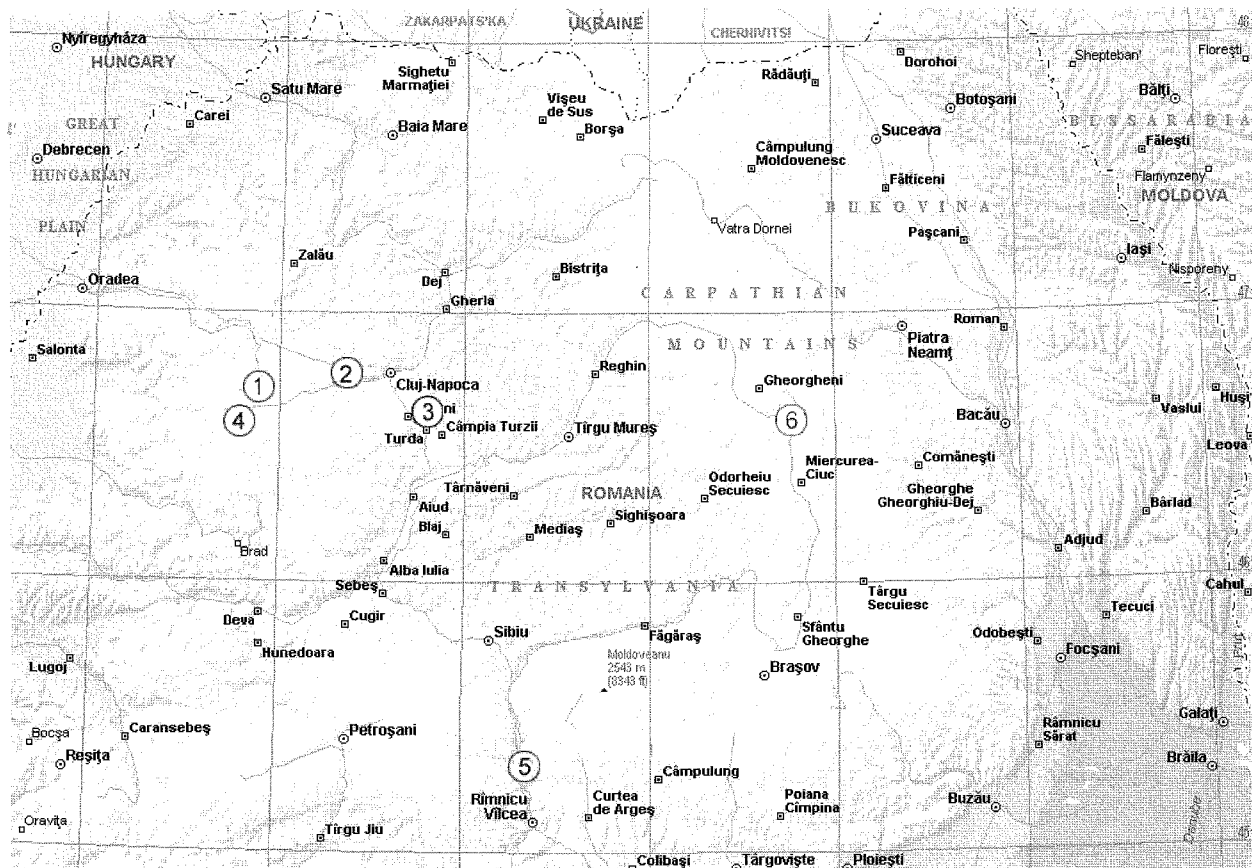 ZAKARPATS'KA
UKRAINE
CHERNIVITSI
48
Nyíregyháza
HUNGARY
Sighetu
Marmaţiei
Dorohoi
Shepteban'
Floreşti
Satu Mare
Vişeu
de Sus
Rădăuţi
Bălţi
Carei
GREAT
Baia Mare
Borşa
Botoşani
BESSARABIA
Suceava
Făleşti
Debrecen
HUNGARIAN
Câmpulung
Moldovenesc
Fălticeni
Flamynzeny
MOLDOVA
PLAIN
BUKOVINA
Vatra Dornei
Paşcani
Iaşi
Zalău
Dej
Bistriţa
Nisporeny
Oradea
Gherla
CARPATHIAN
47
Roman
MOUNTAINS
Piatra
Neamţ
Salonta
Reghin
1
2
Cluj-Napoca
Gheorgheni
Huşi
4
3
ni
6
Bacău
Vaslui
Turda
Câmpia Turzii
Tîrgu Mureş
Leova
Miercurea-
Ciuc
Comăneşti
Odorheiu
Secuiesc
Târnăveni
ROMANIA
Gheorghe
Gheorghiu-Dej
Aiud
Sighişoara
Bârlad
Blaj
Mediaş
Brad
Adjud
Alba Iulia
46
Sebeş
TRANSYLVANIA
Târgu
Secuiesc
Cahul
Deva
Cugir
Sfântu
Gheorghe
Tecuci
Sibiu
Făgăraş
Odobeşti
Hunedoara
Moldoveanu
2543 m
(8343 ft)
Focşani
Lugoj
Braşov
Caransebeş
Petroşani
Râmnicu
Sărat
Galaţi
Bocşa
Reşiţa
5
Câmpulung
Brăila
Rîmnicu
Vîlcea
Curtea
de Argeş
Poiana
Cîmpina
Buzău
Oraviţa
Tîrgu Jiu
Danube
45
Colibaşi
Târgovişte
Ploieşti